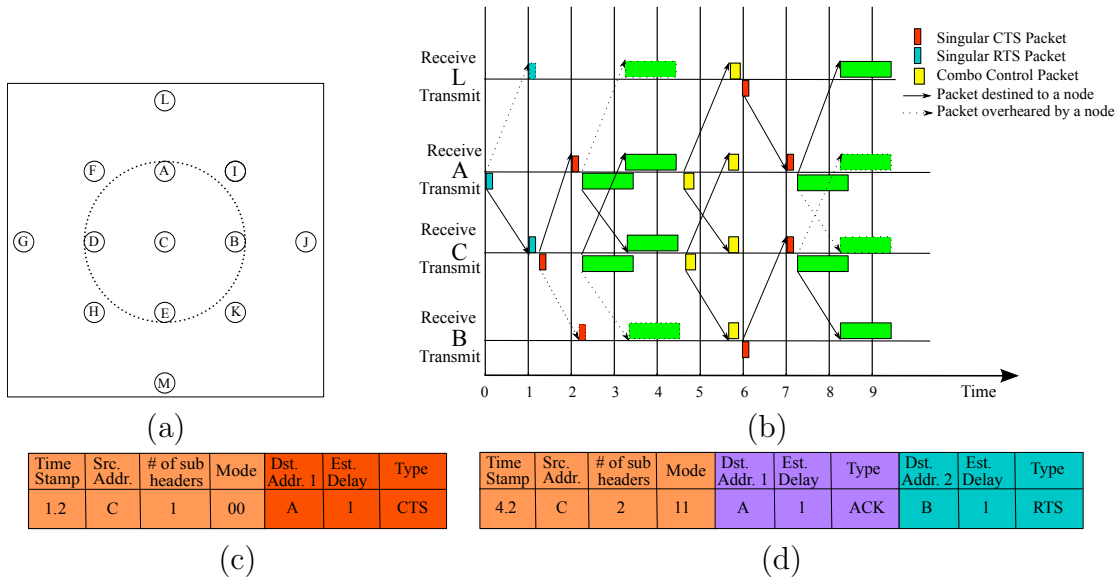 L
F
A
I
G
D
C
B
J
H
E
K
M
(a)
Receive
L
Transmit
Receive
A
Transmit
Receive
C
Transmit
Receive
B
Transmit
0 1 2 3 4 5 6 7 8 9 Time
Singular CTS Packet
Singular RTS Packet
Combo Control Packet
Packet destined to a node
Packet overheard by a node
(b)
Time Stamp Src. Addr. # of sub headers Mode Dst. Addr. 1 Est. Delay Type
1.2 C 1 00 A 1 CTS
(c)
Time Stamp Src. Addr. # of sub headers Mode Dst. Addr. 1 Est. Delay Type Dst. Addr. 2 Est. Delay Type
4.2 C 2 11 A 1 ACK B 1 RTS
(d)